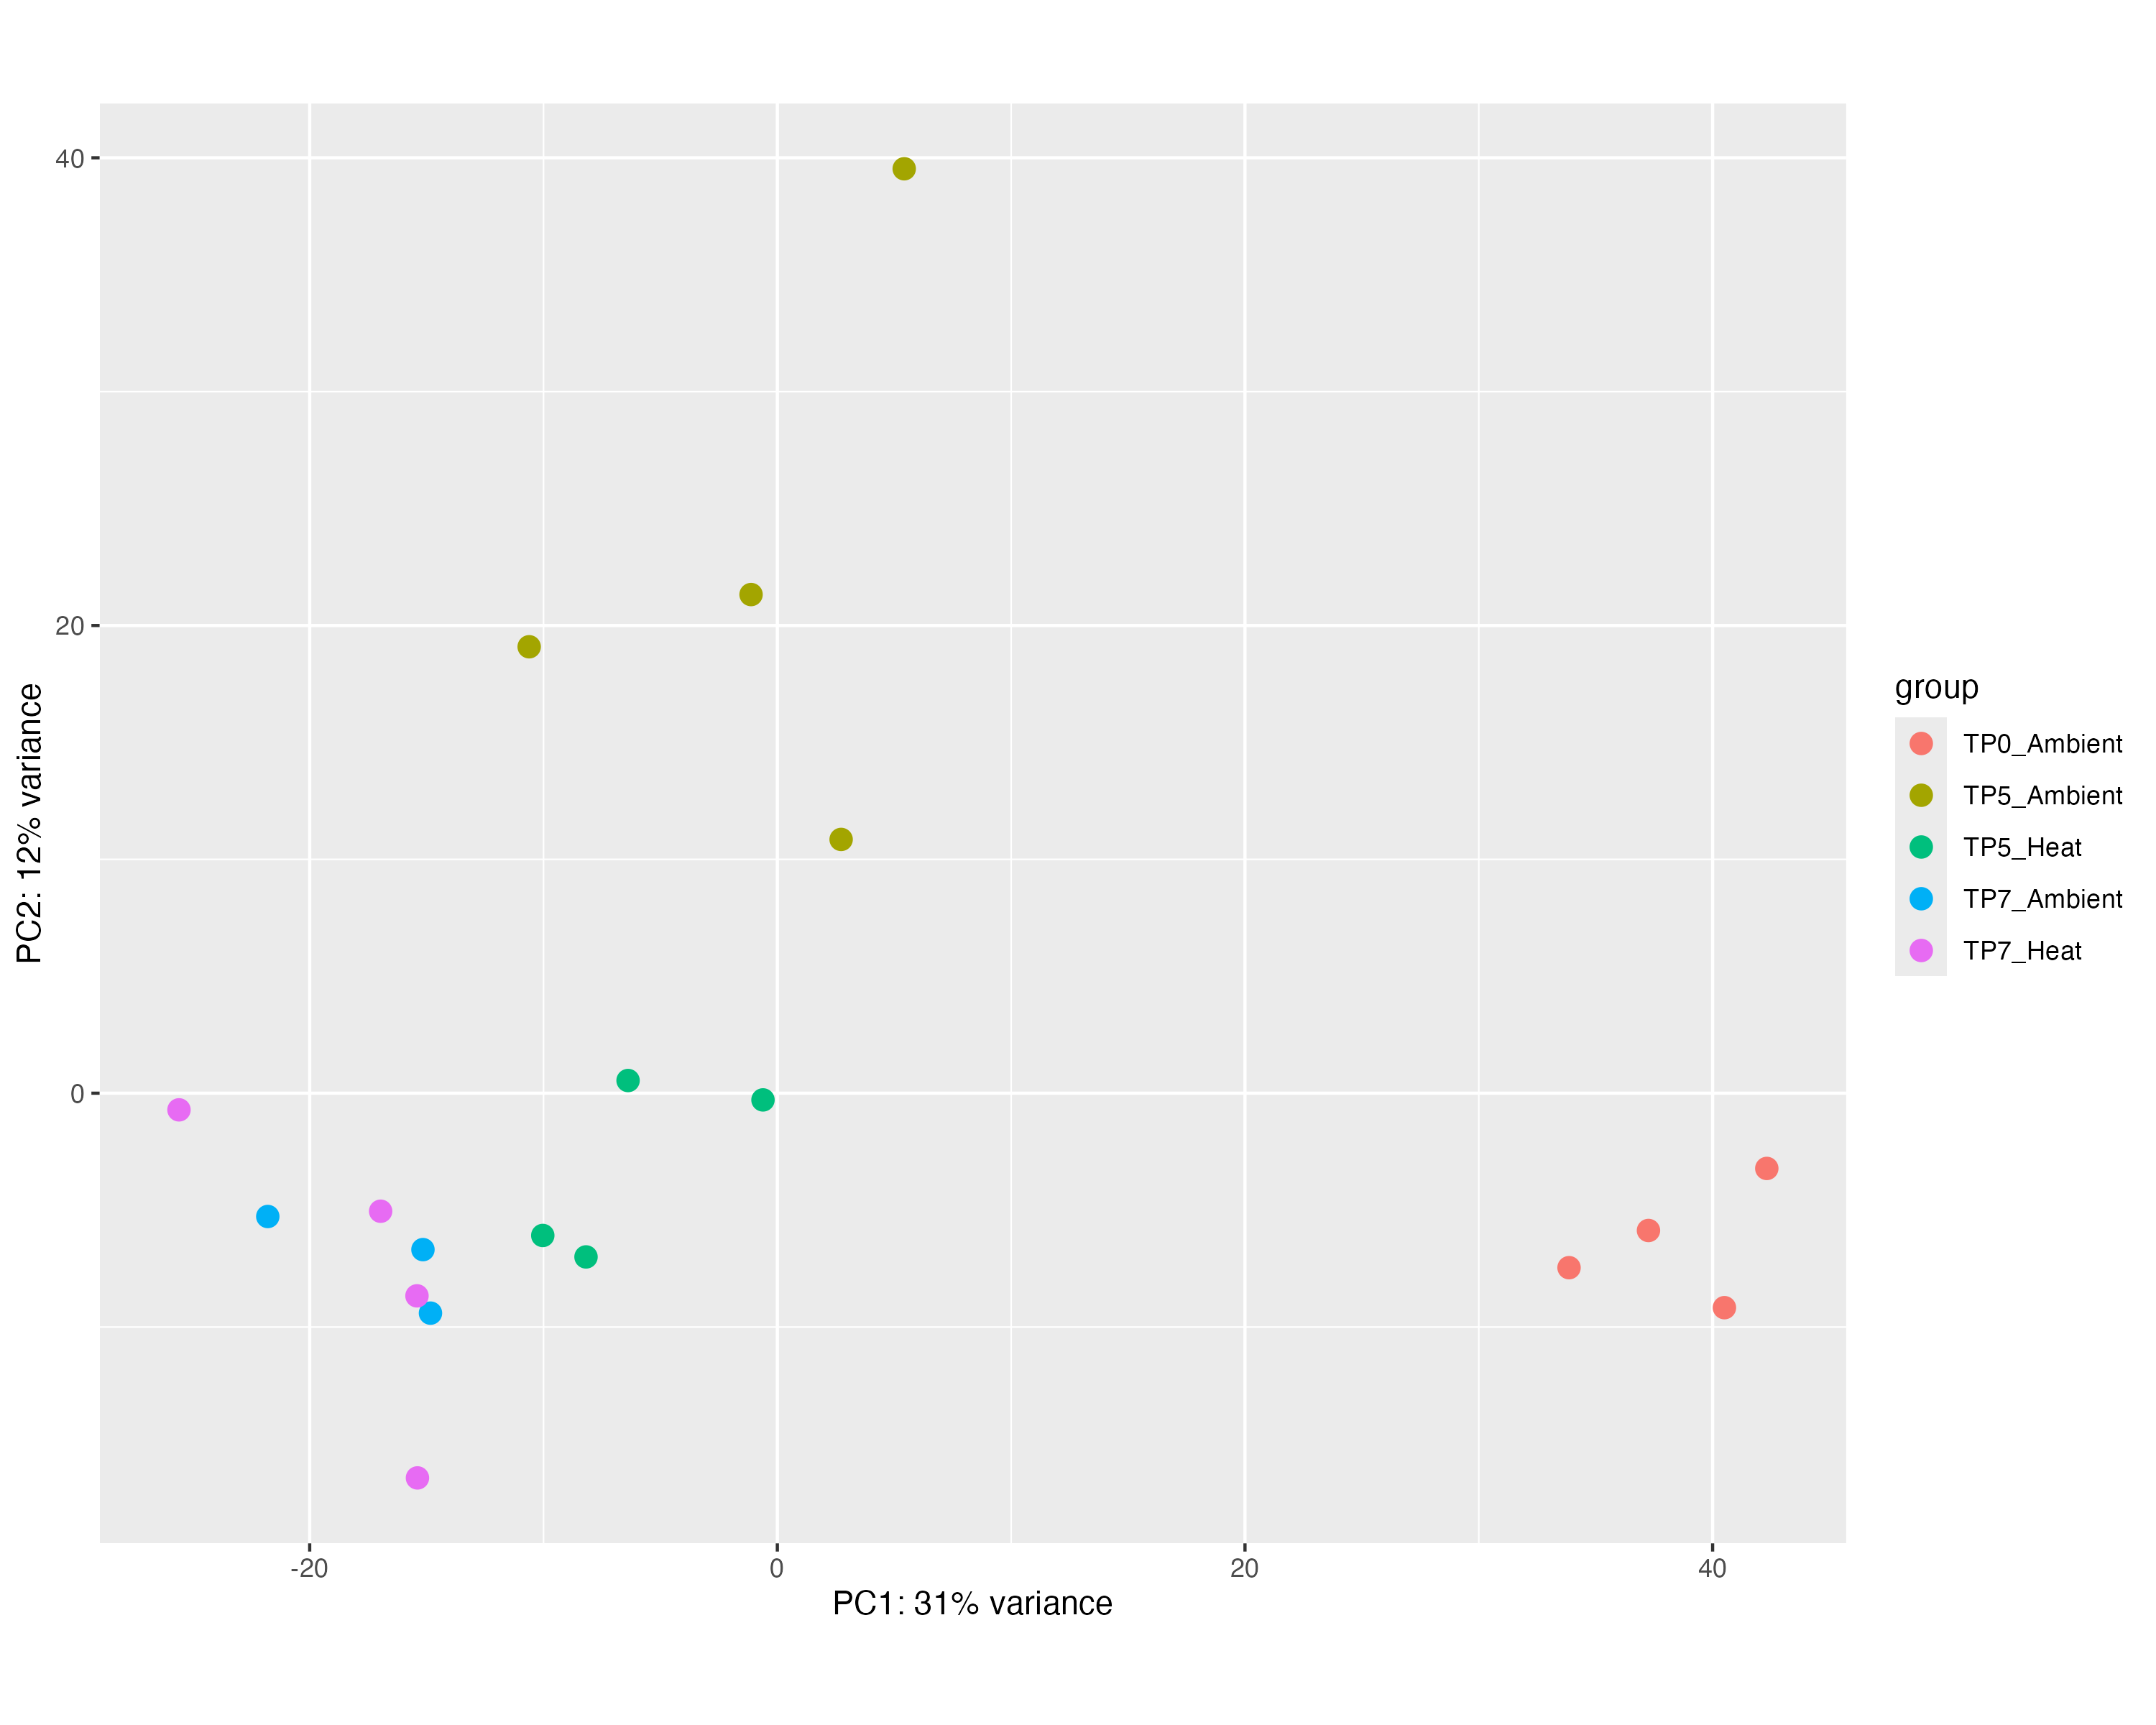 40
20
0
-20
0
20
40
PC1: 31% variance
PC2: 12% variance
group
TP0_Ambient
TP5_Ambient
TP5_Heat
TP7_Ambient
TP7_Heat